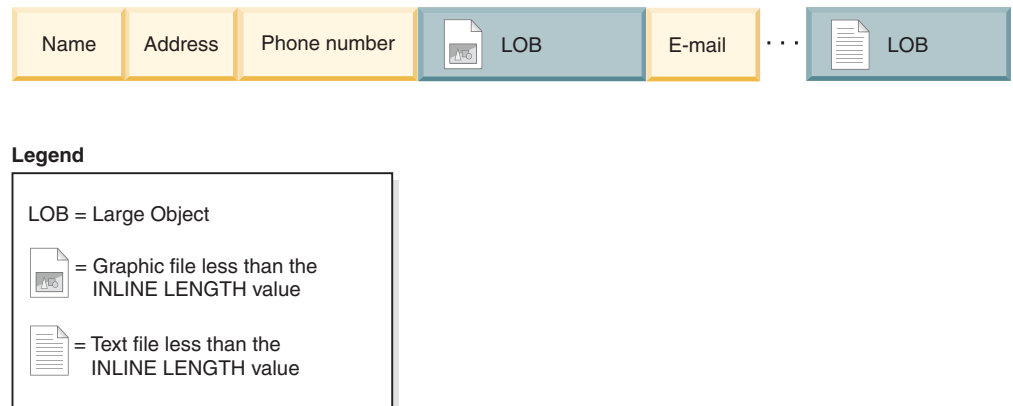 Name Address Phone number LOB E-mail . . . LOB
Legend
LOB = Large Object
= Graphic file less than the
INLINE LENGTH value
= Text file less than the
INLINE LENGTH value